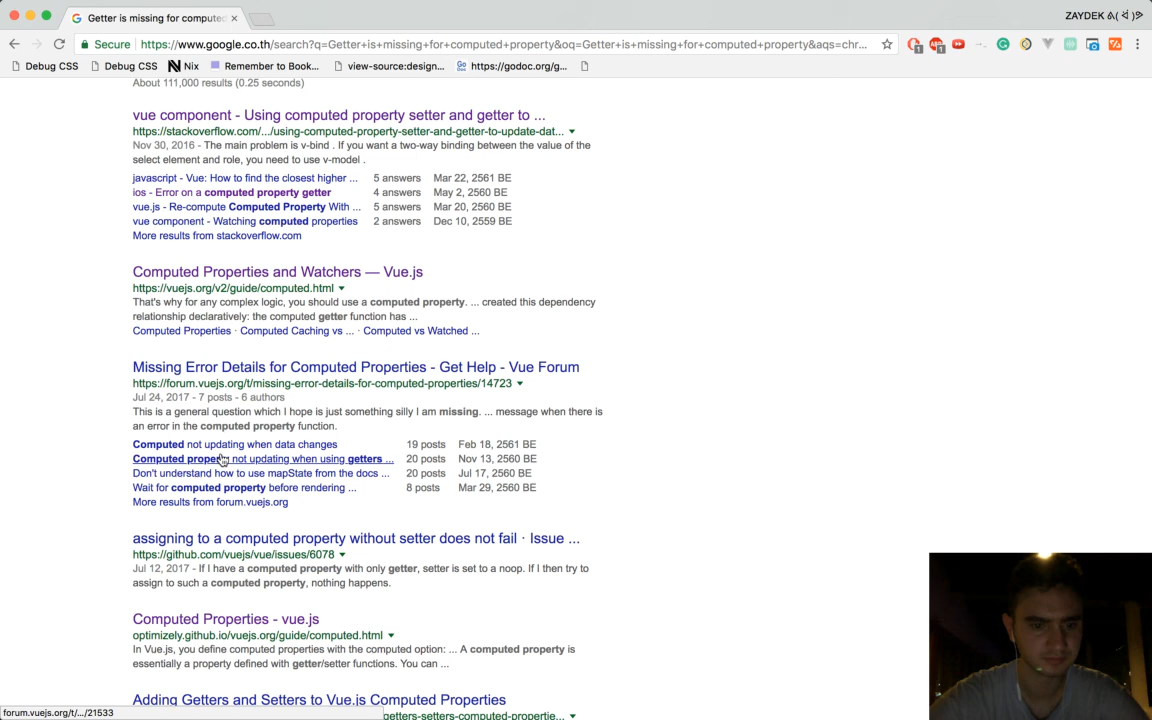 Getter is missing for computed
ZAYDEK
Secure
https://www.google.co.th/search?q=Getter+is+missing+for+computed+property&oq=Getter+is+missing+for+computed+property&aqs=chr...
Debug CSS
Debug CSS
Nix
Remember to Book...
view-source:design...
https://godoc.org/g...
About 111,000 results (0.25 seconds)
vue component - Using computed property setter and getter to ...
https://stackoverflow.com/.../using-computed-property-setter-and-getter-to-update-dat...
Nov 30, 2016 - The main problem is v-bind . If you want a two-way binding between the value of the
select element and role, you need to use v-model .
javascript - Vue: How to find the closest higher ... 5 answers Mar 22, 2561 BE
ios - Error on a computed property getter 4 answers May 2, 2560 BE
vue.js - Re-compute Computed Property With ... 5 answers Mar 20, 2560 BE
vue component - Watching computed properties 2 answers Dec 10, 2559 BE
More results from stackoverflow.com
Computed Properties and Watchers — Vue.js
https://vuejs.org/v2/guide/computed.html
That's why for any complex logic, you should use a computed property. ... created this dependency
relationship declaratively: the computed getter function has ...
Computed Properties · Computed Caching vs ... · Computed vs Watched ...
Missing Error Details for Computed Properties - Get Help - Vue Forum
https://forum.vuejs.org/t/missing-error-details-for-computed-properties/14723
Jul 24, 2017 - 7 posts - 6 authors
This is a general question which I hope is just something silly I am missing. ... message when there is
an error in the computed property function.
Computed not updating when data changes 19 posts Feb 18, 2561 BE
Computed property not updating when using getters ... 20 posts Nov 13, 2560 BE
Don't understand how to use mapState from the docs ... 20 posts Jul 17, 2560 BE
Wait for computed property before rendering ... 8 posts Mar 29, 2560 BE
More results from forum.vuejs.org
assigning to a computed property without setter does not fail · Issue ...
https://github.com/vuejs/vue/issues/6078
Jul 12, 2017 - If I have a computed property with only getter, setter is set to a noop. If I then try to
assign to such a computed property, nothing happens.
Computed Properties - vue.js
optimizely.github.io/vuejs.org/guide/computed.html
In Vue.js, you define computed properties with the computed option: ... A computed property is
essentially a property defined with getter/setter functions. You can ...
Adding Getters and Setters to Vue.js Computed Properties
forum.vuejs.org/t/.../21533
getters-setters-computed-propertie...